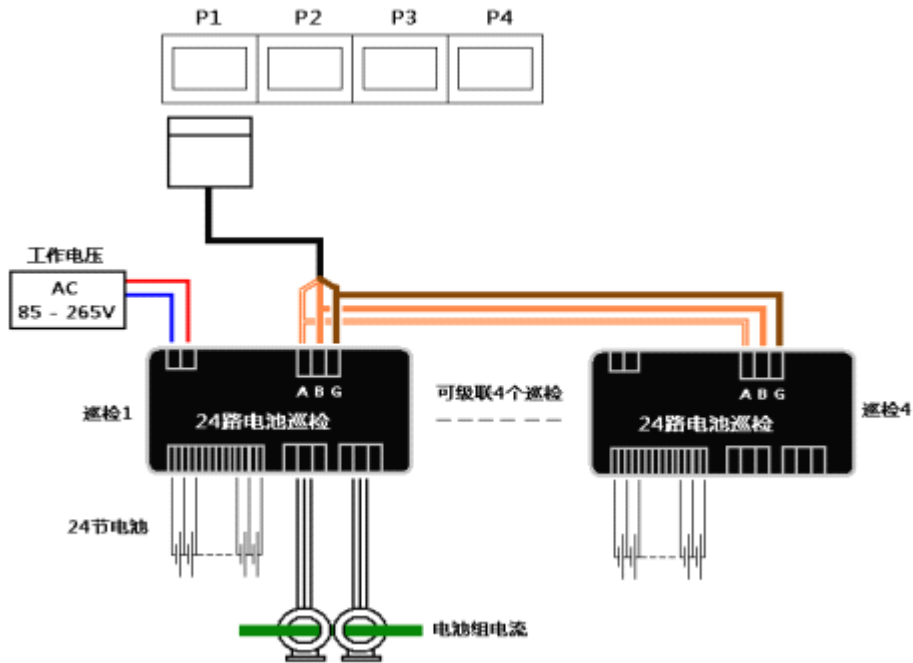 P1 P2 P3 P4
工作电压
AC
85 - 265V
A B G
A B G
巡检1
24路电池巡检
可级联4个巡检
24路电池巡检
巡检4
24节电池
电池组电流